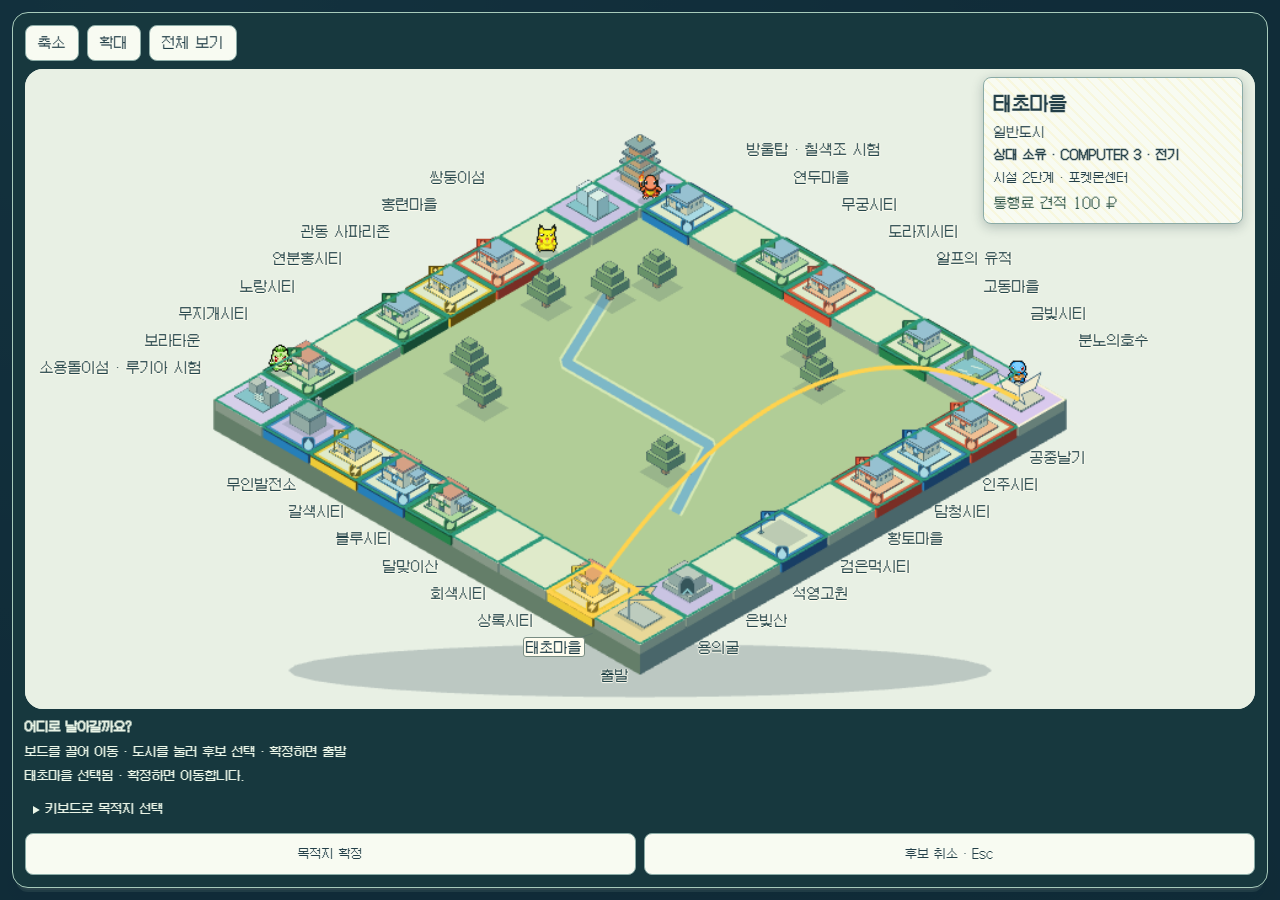 축소
확대
전체 보기
태초마을
일반도시
상대 소유 · COMPUTER 3 · 전기
시설 2단계 · 포켓몬센터
통행료 견적 100 ₽
방울탑 · 칠색조 시험
쌍둥이섬
연두마을
홍련마을
무궁시티
관동 사파리존
도라지시티
연분홍시티
알프의 유적
노랑시티
고동마을
무지개시티
금빛시티
보라타운
분노의호수
소용돌이섬 · 루기아 시험
공중날기
무인발전소
인주시티
갈색시티
담청시티
블루시티
황토마을
달맞이산
검은먹시티
회색시티
석영고원
상록시티
은빛산
태초마을
용의굴
출발
어디로 날아갈까요?
보드를 끌어 이동 · 도시를 눌러 후보 선택 · 확정하면 출발
태초마을 선택됨 · 확정하면 이동합니다.
▸ 키보드로 목적지 선택
목적지 확정
후보 취소 · Esc